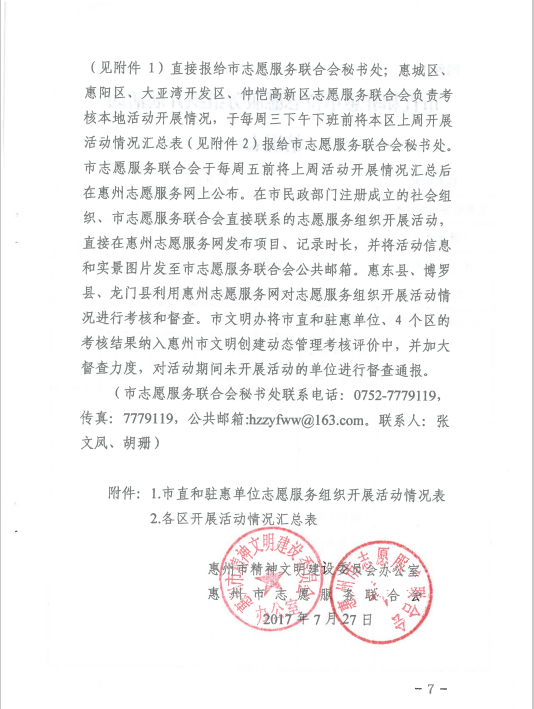 （见附件 1）直接报给市志愿服务联合会秘书处；惠城区、
惠阳区、大亚湾开发区、仲恺高新区志愿服务联合会负责考
核本地活动开展情况，于每周三下午下班前将本区上周开展
活动情况汇总表（见附件 2）报给市志愿服务联合会秘书处。
市志愿服务联合会于每周五前将上周活动开展情况汇总后
在惠州志愿服务网上公布。在市民政部门注册成立的社会组
织、市志愿服务联合会直接联系的志愿服务组织开展活动，
直接在惠州志愿服务网发布项目、记录时长，并将活动信息
和实景图片发至市志愿服务联合会公共邮箱。惠东县、博罗
县、龙门县利用惠州志愿服务网对志愿服务组织开展活动情
况进行考核和督查。市文明办将市直和驻惠单位、4 个区的
考核结果纳入惠州市文明创建动态管理考核评价中，并加大
督查力度，对活动期间未开展活动的单位进行督查通报。
（市志愿服务联合会秘书处联系电话：0752-7779119，
传真：7779119，公共邮箱:hzzyfww@163.com。联系人：张
文凤、胡珊）
附件：1.市直和驻惠单位志愿服务组织开展活动情况表
2.各区开展活动情况汇总表
惠州市精神文明建设委员会办公室
惠州市志愿服务联合会
2017 年 7 月 27 日
惠州市精神文明建设委员会
办公室
惠州市志愿服务联合会
- 7 -